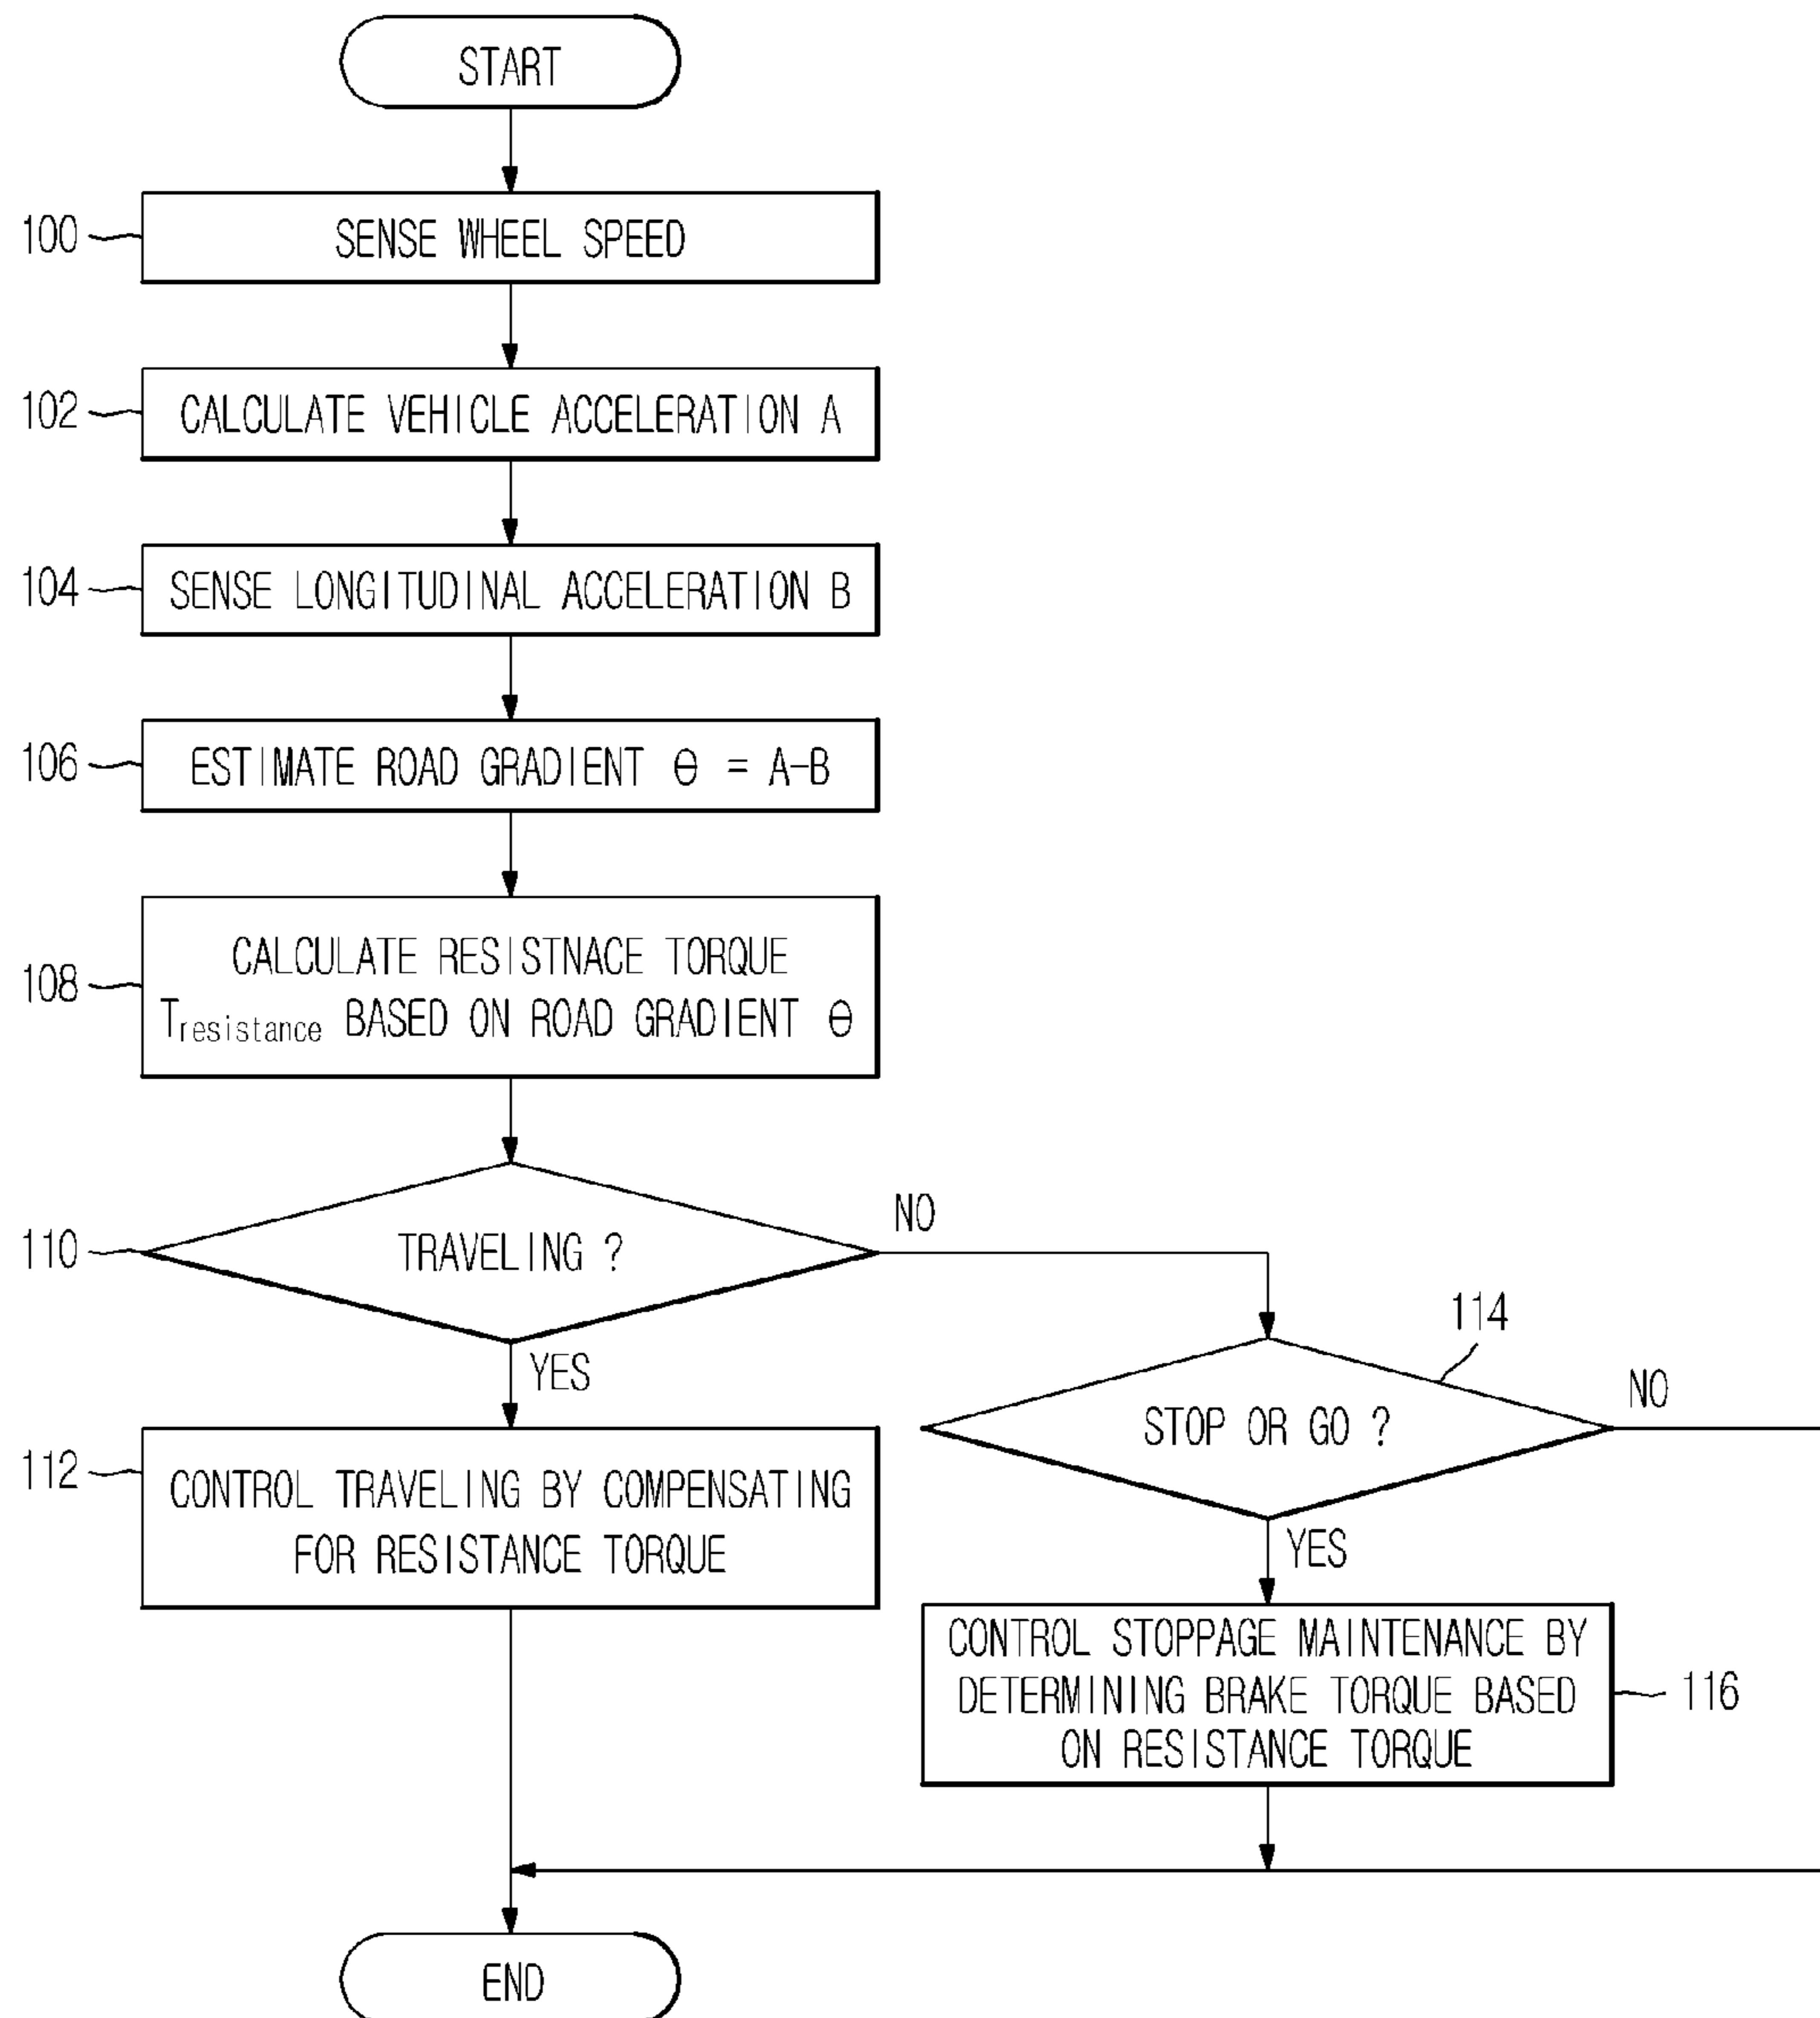 START
100
SENSE WHEEL SPEED
102
CALCULATE VEHICLE ACCELERATION A
104
SENSE LONGITUDINAL ACCELERATION B
106
ESTIMATE ROAD GRADIENT θ = A-B
108
CALCULATE RESISTNACE TORQUE
Tresistance BASED ON ROAD GRADIENT θ
110
TRAVELING ?
NO
YES
114
STOP OR GO ?
NO
YES
112
CONTROL TRAVELING BY COMPENSATING
FOR RESISTANCE TORQUE
CONTROL STOPPAGE MAINTENANCE BY
DETERMINING BRAKE TORQUE BASED
ON RESISTANCE TORQUE
116
END